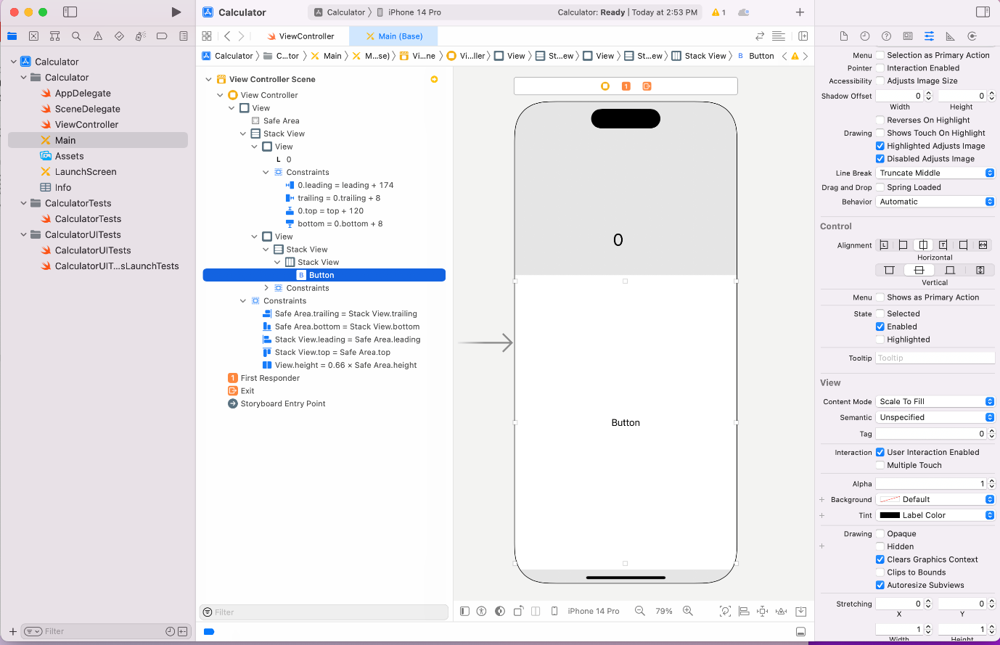 Calculator
Calculator
iPhone 14 Pro
Calculator: Ready | Today at 2:53 PM
1
ViewController
Main (Base)
Calculator
C...tor
Main
M...se)
Vi...ne
Vi...ller
View
St...ew
View
St...ew
Stack View
B
Button
Calculator
Calculator
AppDelegate
SceneDelegate
ViewController
Main
Assets
LaunchScreen
Info
CalculatorTests
CalculatorTests
CalculatorUITests
CalculatorUITests
CalculatorUIT...sLaunchTests
Filter
View Controller Scene
View Controller
View
Safe Area
Stack View
View
L 0
Constraints
0.leading = leading + 174
trailing = 0.trailing + 8
0.top = top + 120
bottom = 0.bottom + 8
View
Stack View
Stack View
B Button
Constraints
Constraints
Safe Area.trailing = Stack View.trailing
Safe Area.bottom = Stack View.bottom
Stack View.leading = Safe Area.leading
Stack View.top = Safe Area.top
View.height = 0.66 × Safe Area.height
1 First Responder
Exit
Storyboard Entry Point
Filter
1
0
Button
iPhone 14 Pro
79%
Menu Selection as Primary Action
Pointer Interaction Enabled
Accessibility Adjusts Image Size
Shadow Offset 0 0
Width Height
Reverses On Highlight
Drawing Shows Touch On Highlight
Highlighted Adjusts Image
Disabled Adjusts Image
Line Break Truncate Middle
Drag and Drop Spring Loaded
Behavior Automatic
Control
Alignment L T
Horizontal
Vertical
Menu Shows as Primary Action
State Selected
Enabled
Highlighted
Tooltip Tooltip
View
Content Mode Scale To Fill
Semantic Unspecified
Tag 0
Interaction User Interaction Enabled
Multiple Touch
Alpha 1
+ Background Default
+ Tint Label Color
Drawing Opaque
+ Hidden
Clears Graphics Context
Clips to Bounds
Autoresize Subviews
Stretching 0 0
X Y
1 1
Width Height